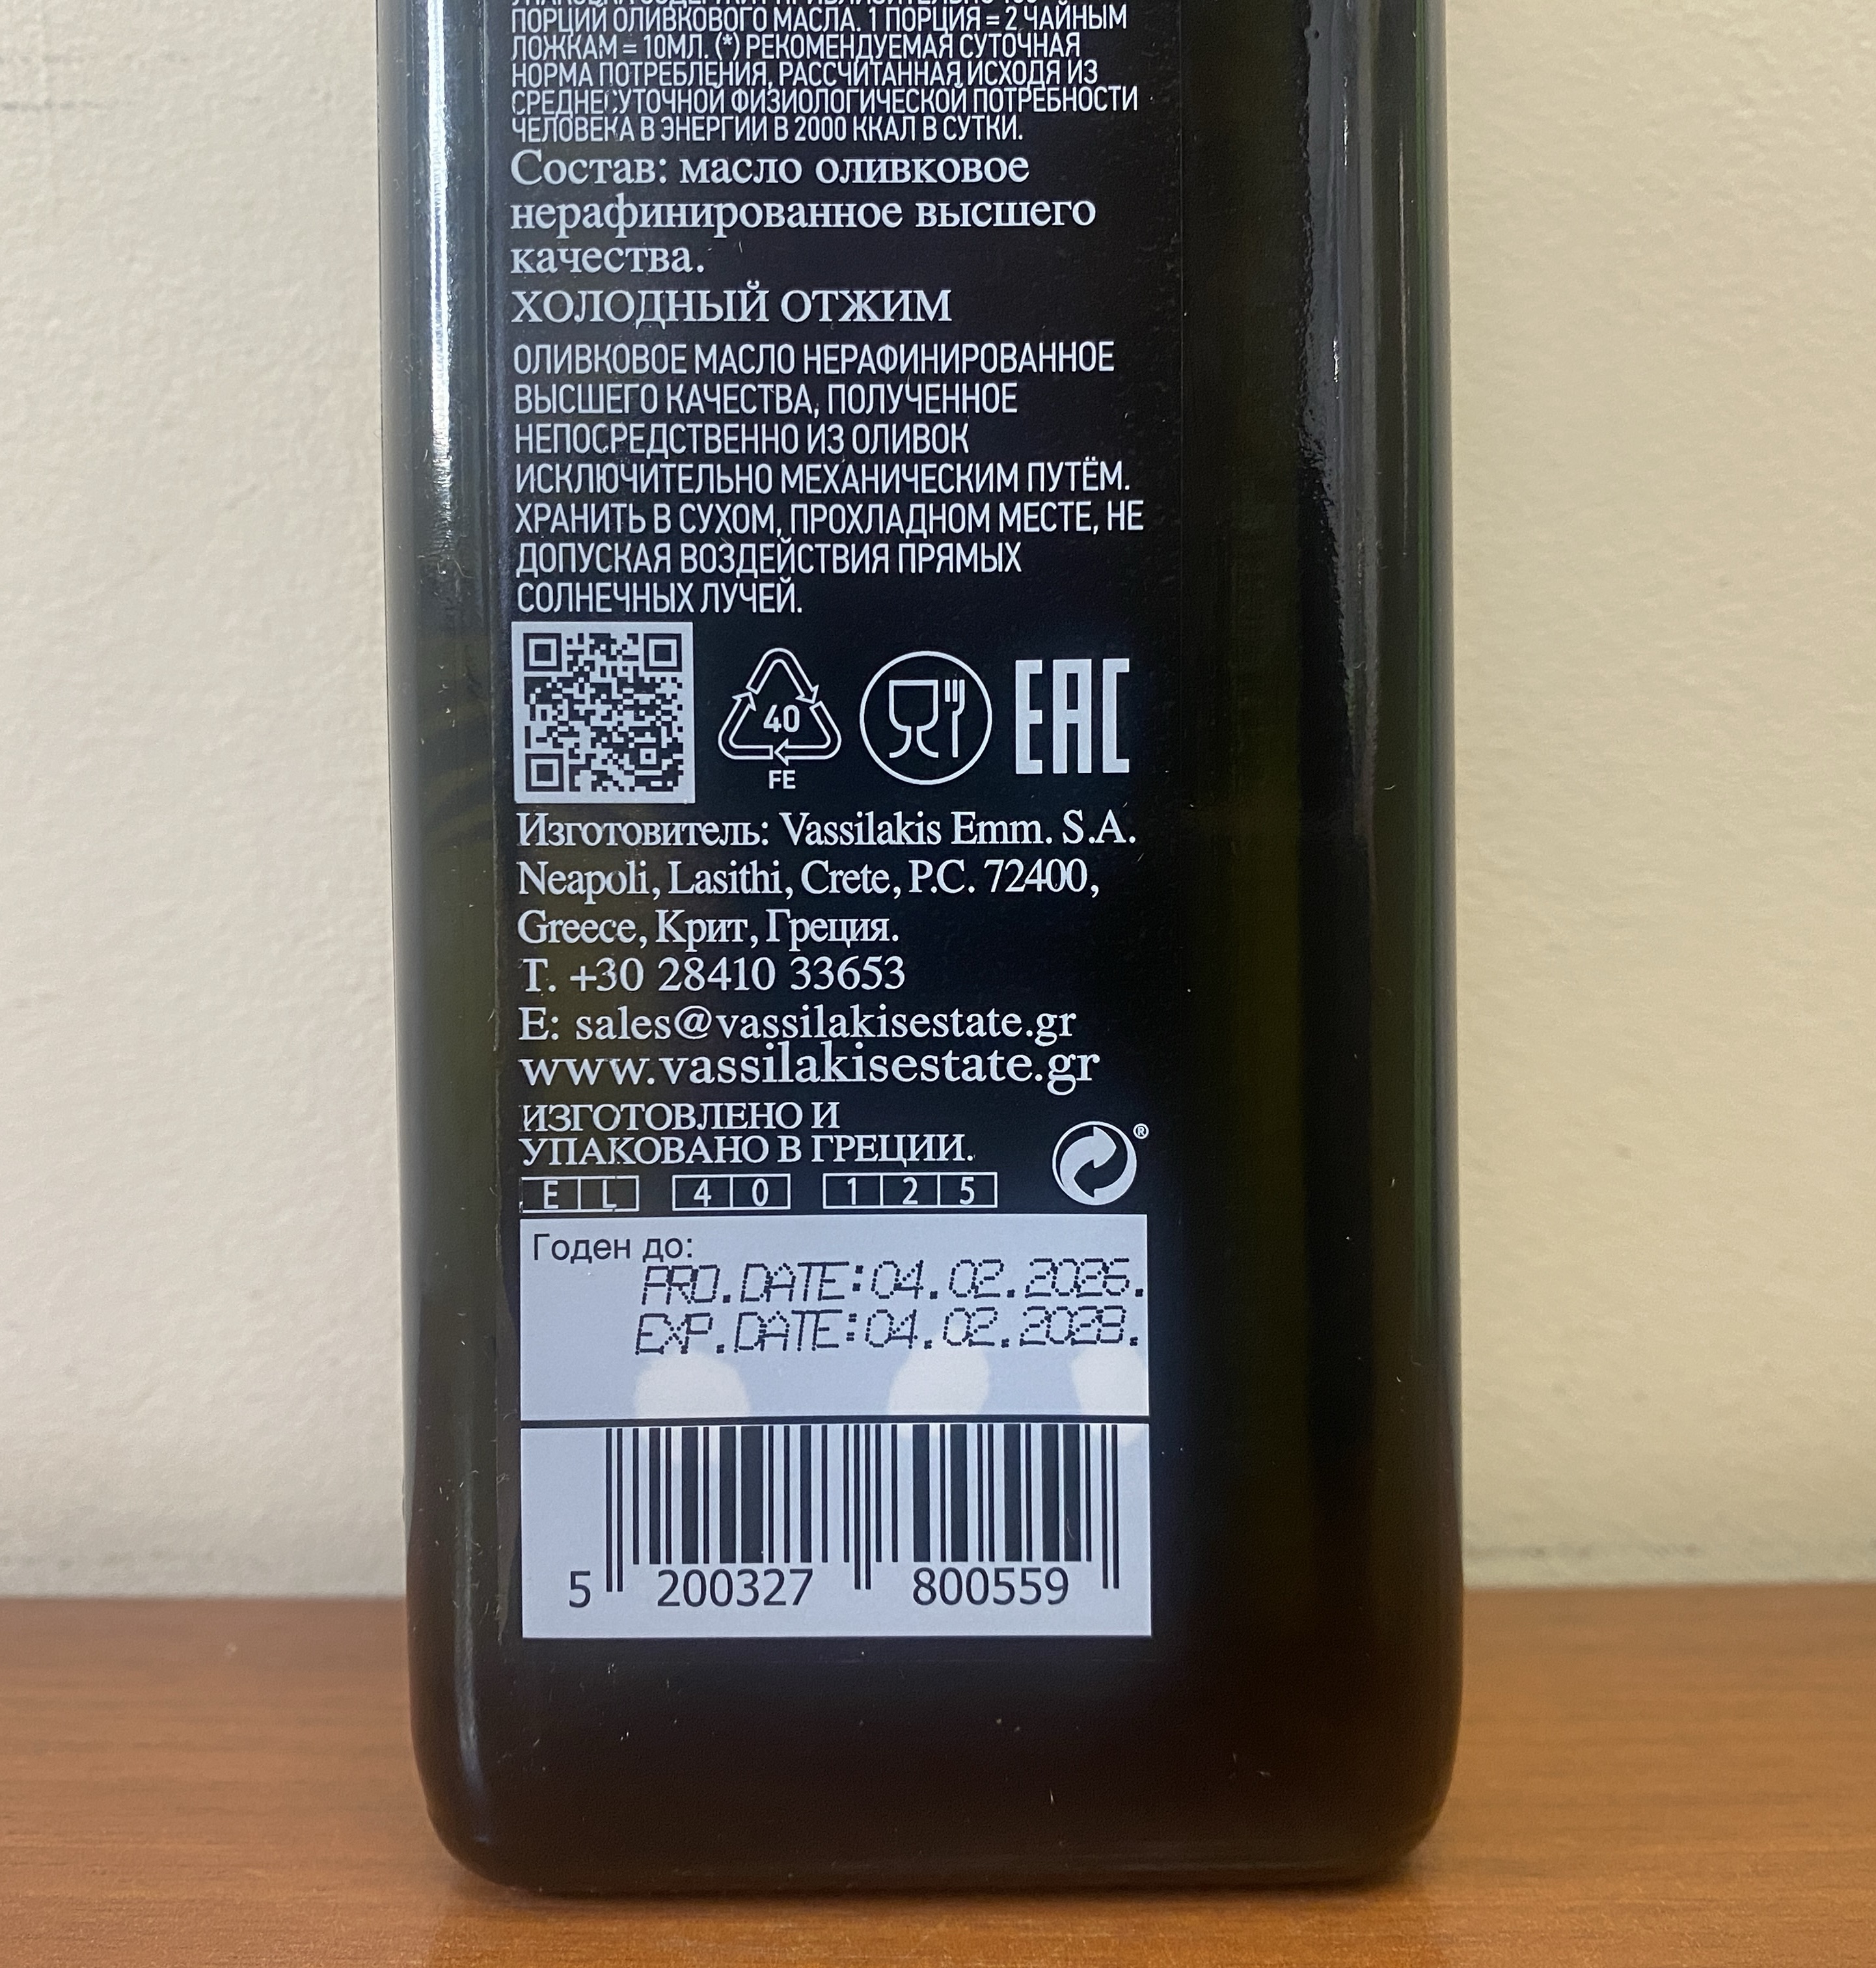 ПОРЦИЙ ОЛИВКОВОГО МАСЛА. 1 ПОРЦИЯ = 2 ЧАЙНЫМ
ЛОЖКАМ = 10МЛ. (*) РЕКОМЕНДУЕМАЯ СУТОЧНАЯ
НОРМА ПОТРЕБЛЕНИЯ, РАССЧИТАННАЯ ИСХОДЯ ИЗ
СРЕДНЕСУТОЧНОЙ ФИЗИОЛОГИЧЕСКОЙ ПОТРЕБНОСТИ
ЧЕЛОВЕКА В ЭНЕРГИИ В 2000 ККАЛ В СУТКИ.
Состав: масло оливковое
нерафинированное высшего
качества.
ХОЛОДНЫЙ ОТЖИМ
ОЛИВКОВОЕ МАСЛО НЕРАФИНИРОВАННОЕ
ВЫСШЕГО КАЧЕСТВА, ПОЛУЧЕННОЕ
НЕПОСРЕДСТВЕННО ИЗ ОЛИВОК
ИСКЛЮЧИТЕЛЬНО МЕХАНИЧЕСКИМ ПУТЁМ.
ХРАНИТЬ В СУХОМ, ПРОХЛАДНОМ МЕСТЕ, НЕ
ДОПУСКАЯ ВОЗДЕЙСТВИЯ ПРЯМЫХ
СОЛНЕЧНЫХ ЛУЧЕЙ.
40
FE
EAC
Изготовитель: Vassilakis Emm. S.A.
Neapoli, Lasithi, Crete, P.C. 72400,
Greece, Крит, Греция.
T. +30 28410 33653
E: sales@vassilakisestate.gr
www.vassilakisestate.gr
ИЗГОТОВЛЕНО И
УПАКОВАНО В ГРЕЦИИ.
®
EL 40 125
Годен до:
PRO.DATE:04.02.2026.
EXP.DATE:04.02.2028.
5 200327 800559